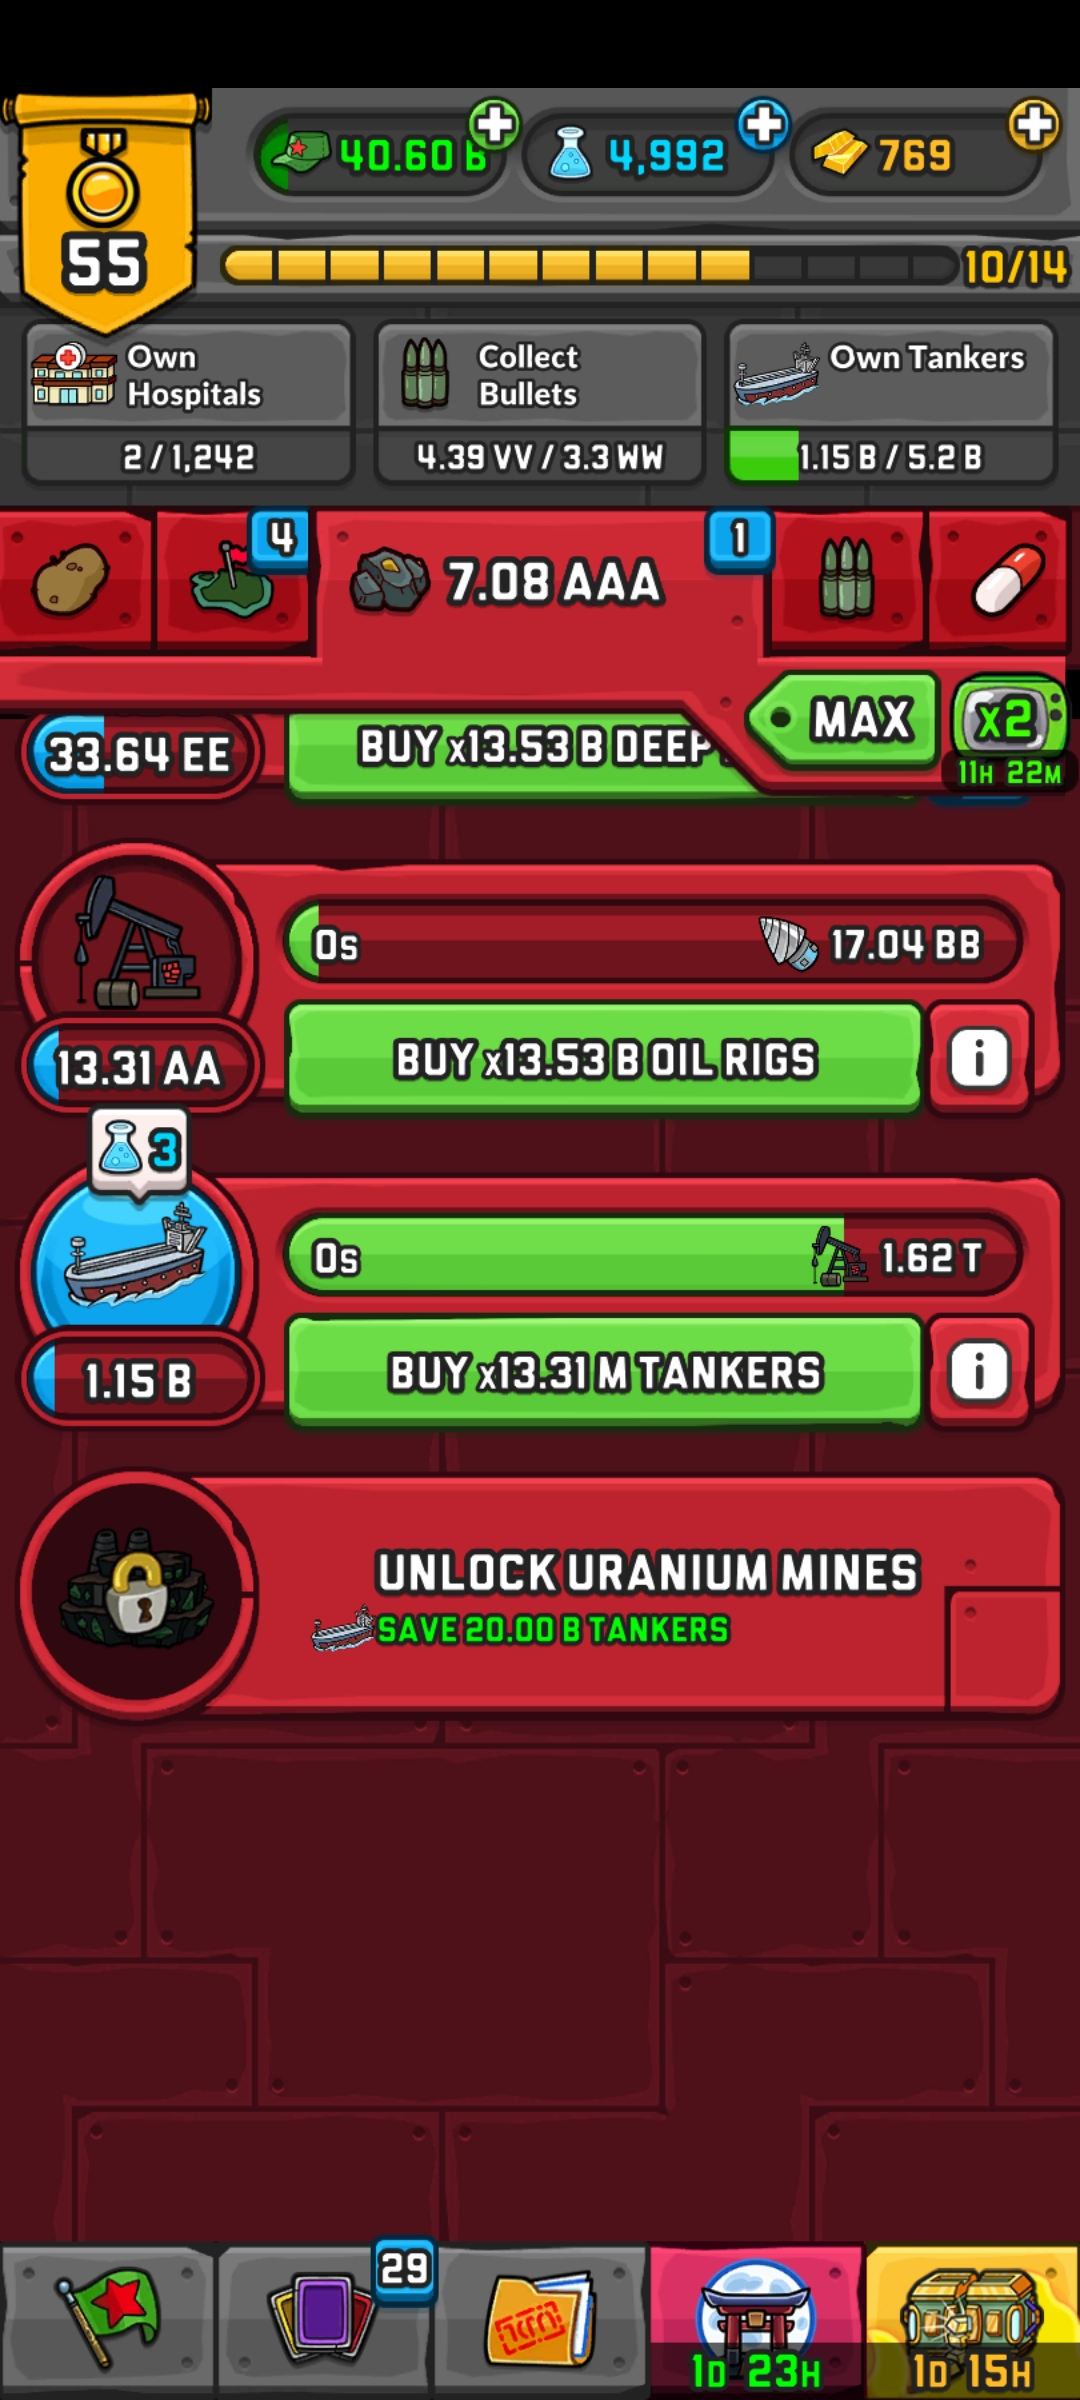 55
40.60 B
4,992
769
10/14
Own Hospitals
2 / 1,242
Collect Bullets
4.39 VV / 3.3 WW
Own Tankers
1.15 B / 5.2 B
4
7.08 AAA
1
MAX
x2
11H 22M
33.64 EE
BUY x13.53 B DEEP
0s
17.04 BB
13.31 AA
BUY x13.53 B OIL RIGS
i
3
0s
1.62 T
1.15 B
BUY x13.31 M TANKERS
i
UNLOCK URANIUM MINES
SAVE 20.00 B TANKERS
29
1D 23H
1D 15H